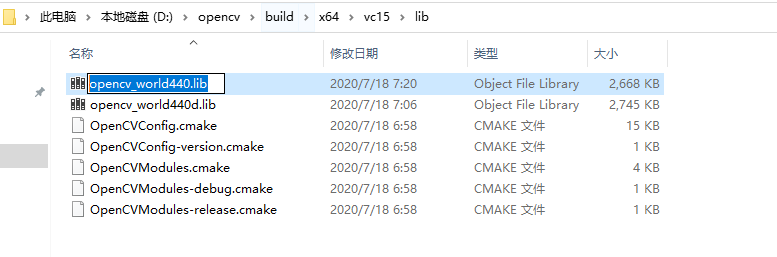 此电脑 › 本地磁盘 (D:) › opencv › build › x64 › vc15 › lib
名称 修改日期 类型 大小
opencv_world440.lib 2020/7/18 7:20 Object File Library 2,668 KB
opencv_world440d.lib 2020/7/18 7:06 Object File Library 2,745 KB
OpenCVConfig.cmake 2020/7/18 6:58 CMAKE 文件 15 KB
OpenCVConfig-version.cmake 2020/7/18 6:58 CMAKE 文件 1 KB
OpenCVModules.cmake 2020/7/18 6:58 CMAKE 文件 4 KB
OpenCVModules-debug.cmake 2020/7/18 6:58 CMAKE 文件 1 KB
OpenCVModules-release.cmake 2020/7/18 6:58 CMAKE 文件 1 KB